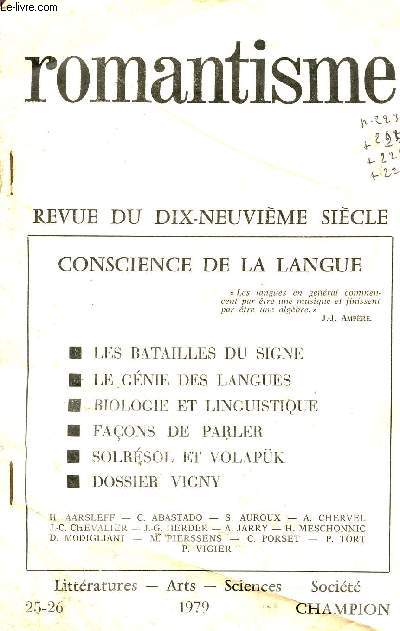 Le-livre.com
romantisme
REVUE DU DIX-NEUVIÈME SIÈCLE
CONSCIENCE DE LA LANGUE
« Les langues en général commen-
cent par être une musique et finissent
par être une algèbre. »
J.-J. AMPÈRE.
■ LES BATAILLES DU SIGNE
■ LE GÉNIE DES LANGUES
■ BIOLOGIE ET LINGUISTIQUE
■ FAÇONS DE PARLER
■ SOLRÉSOL ET VOLAPÜK
■ DOSSIER VIGNY
H. AARSLEFF — C. ABASTADO — S. AUROUX — A. CHERVEL
J.-C. CHEVALIER — J.-G. HERDER — A. JARRY — H. MESCHONNIC
D. MODIGLIANI — M. PIERSSENS — C. PORSET — P. TORT
P. VIGIER
Littératures — Arts — Sciences Société
25-26 1979 CHAMPION